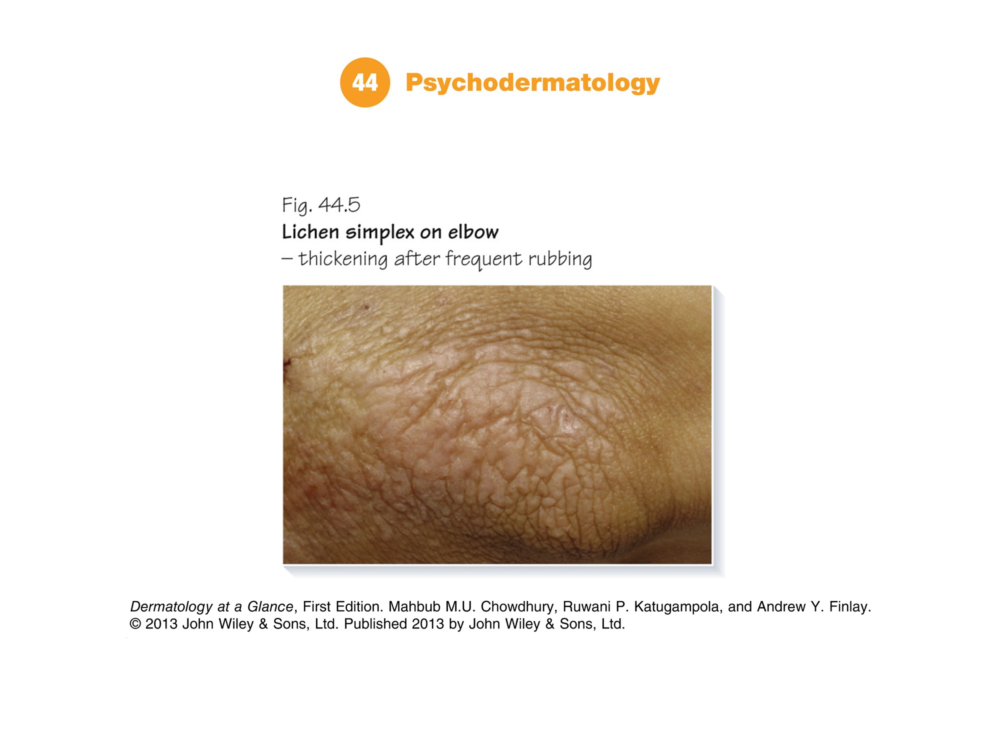 44 Psychodermatology
Fig. 44.5
Lichen simplex on elbow
– thickening after frequent rubbing
Dermatology at a Glance, First Edition. Mahbub M.U. Chowdhury, Ruwani P. Katugampola, and Andrew Y. Finlay.
© 2013 John Wiley & Sons, Ltd. Published 2013 by John Wiley & Sons, Ltd.